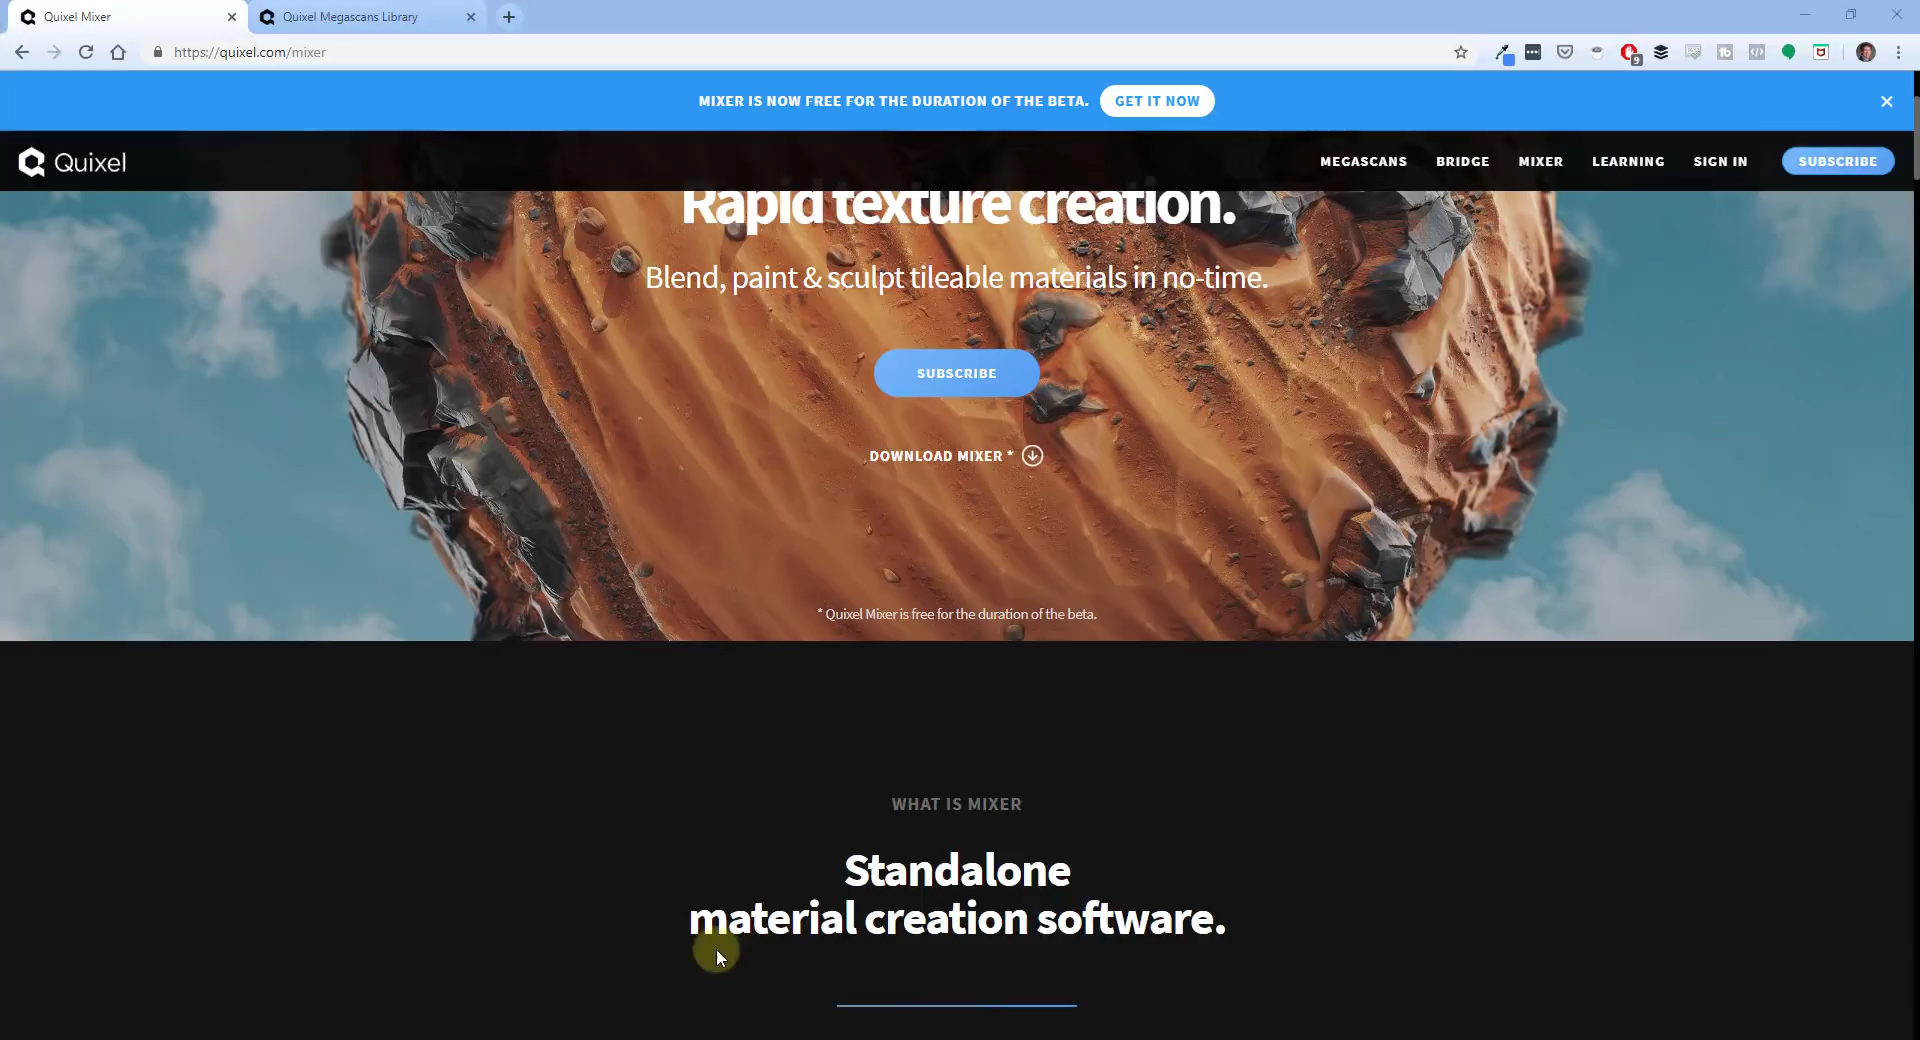 Quixel Mixer
Quixel Megascans Library
https://quixel.com/mixer
9
MIXER IS NOW FREE FOR THE DURATION OF THE BETA.
GET IT NOW
Quixel
MEGASCANS
BRIDGE
MIXER
LEARNING
SIGN IN
SUBSCRIBE
Rapid texture creation.
Blend, paint & sculpt tileable materials in no-time.
SUBSCRIBE
DOWNLOAD MIXER *
* Quixel Mixer is free for the duration of the beta.
WHAT IS MIXER
Standalone
material creation software.